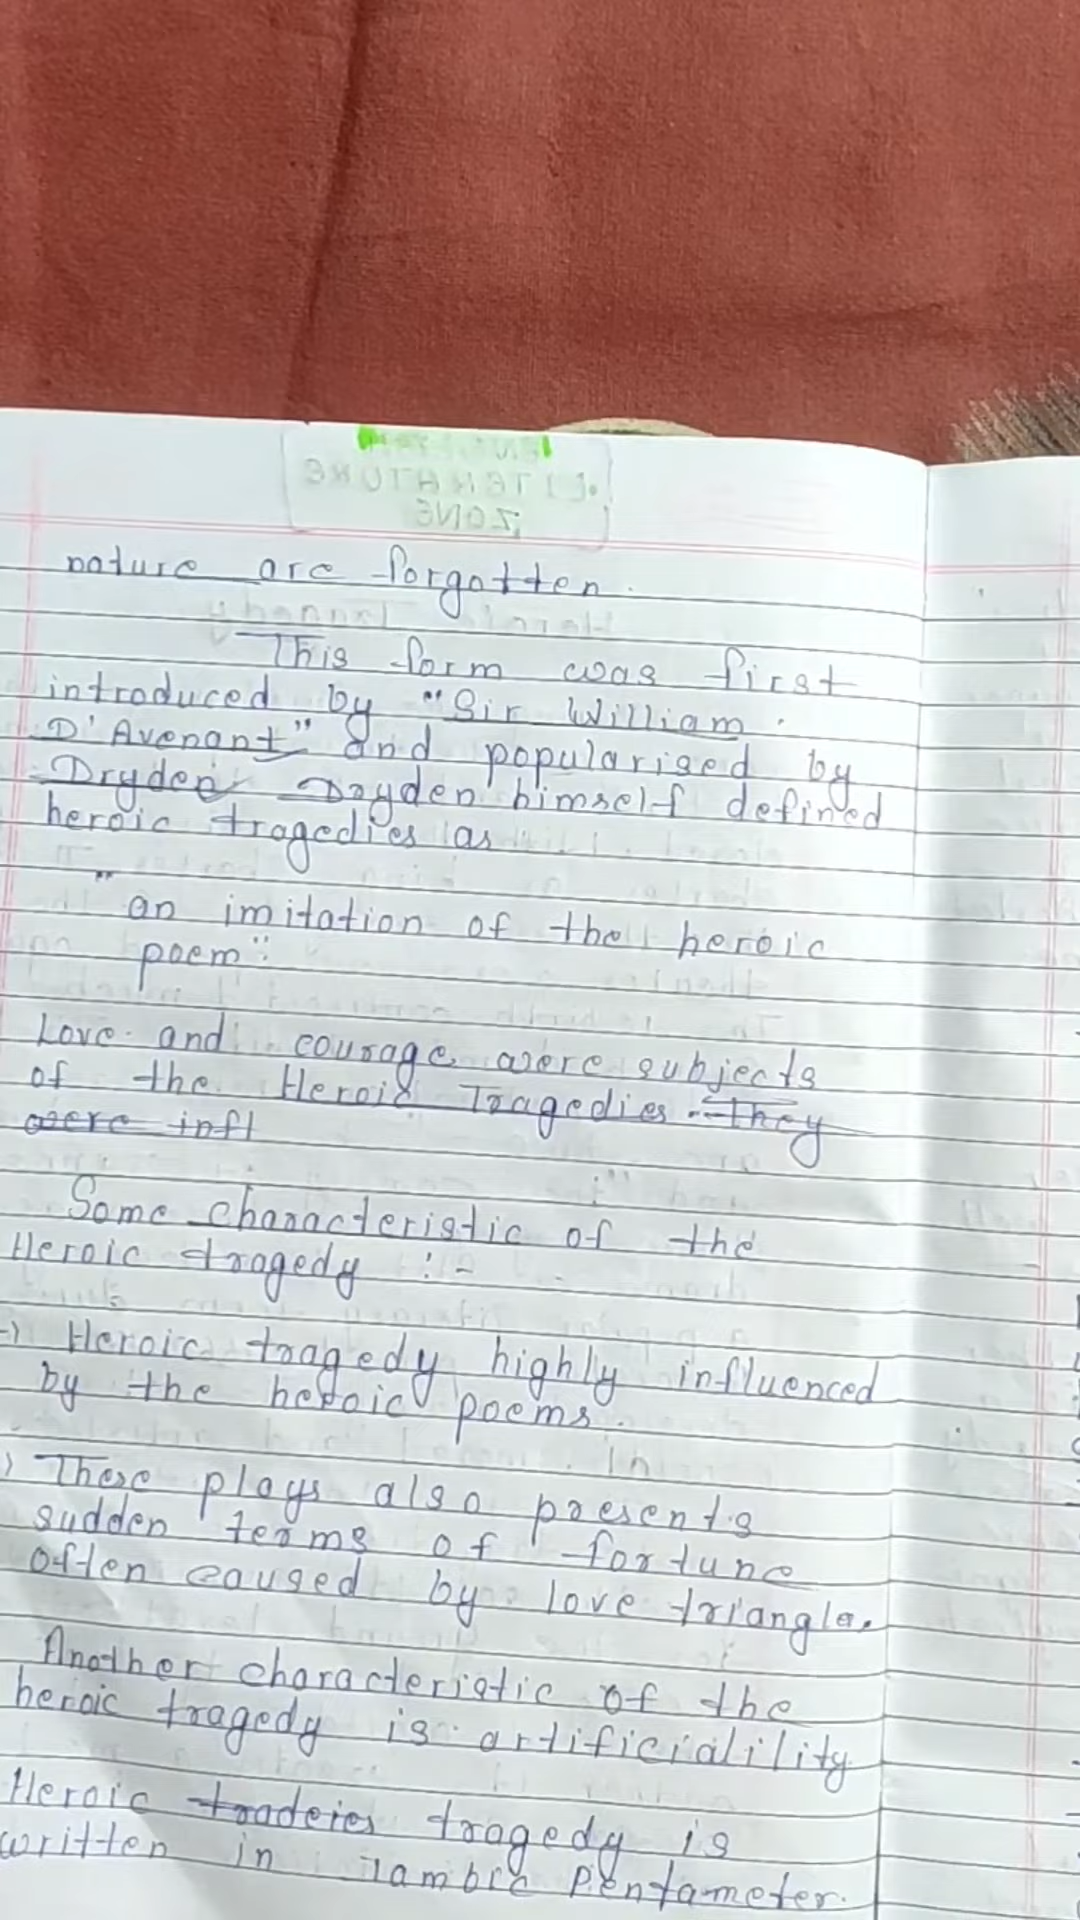 nature are forgotten.
This form was first
introduced by "Sir William
D'Avenant" and popularised by
Dryden Dryden himself defined
heroic tragedies as
"an imitation of the heroic
poem"
Love and courage were subjects
of the Heroic Tragedies. They
were infl
Some characteristic of the
Heroic tragedy :-
-) Heroic tragedy highly influenced
by the heroic poems.
) These plays also presents
sudden terms of fortune
often caused by love triangle.
Another characteristic of the
heroic tragedy is artificialility
Heroic tradeies tragedy is
written in Iambic Pentameter.